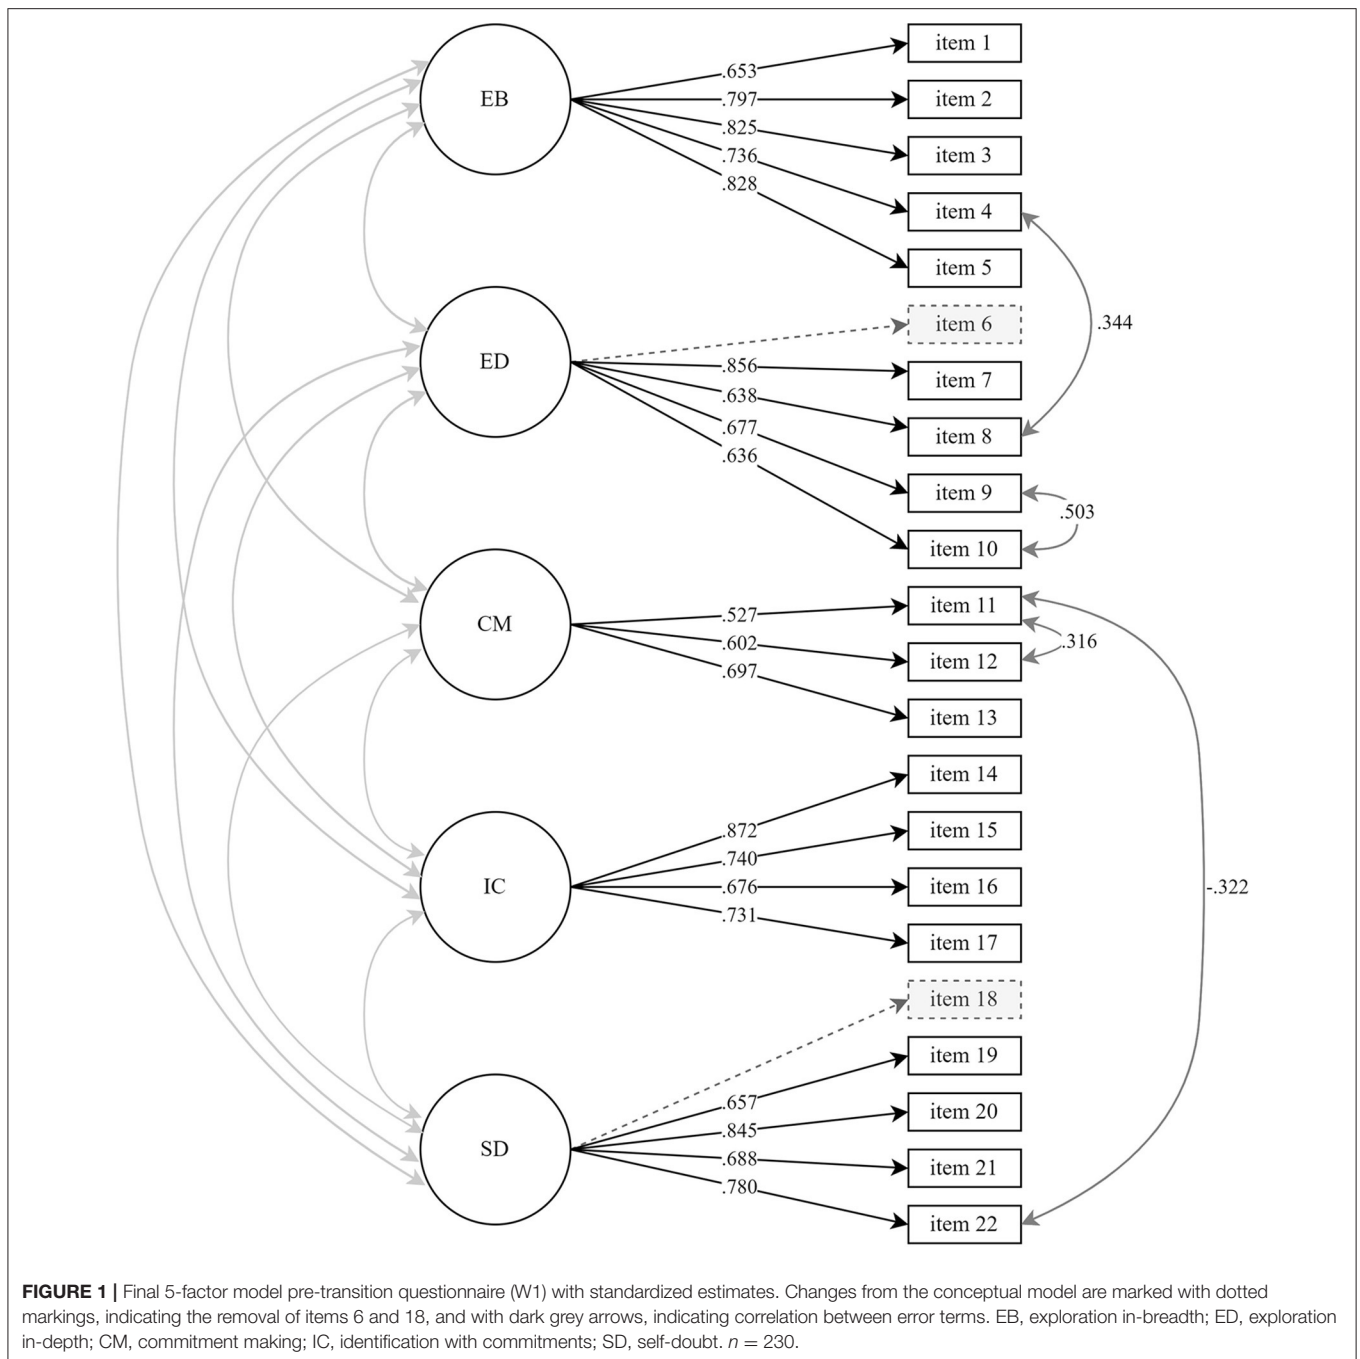 EB
.653
.797
.825
.736
.828
item 1
item 2
item 3
item 4
item 5
.344
ED
.856
.638
.677
.636
item 6
item 7
item 8
item 9
item 10
.503
CM
.527
.602
.697
item 11
item 12
item 13
.316
-.322
IC
.872
.740
.676
.731
item 14
item 15
item 16
item 17
SD
.657
.845
.688
.780
item 18
item 19
item 20
item 21
item 22
FIGURE 1 | Final 5-factor model pre-transition questionnaire (W1) with standardized estimates. Changes from the conceptual model are marked with dotted
markings, indicating the removal of items 6 and 18, and with dark grey arrows, indicating correlation between error terms. EB, exploration in-breadth; ED, exploration
in-depth; CM, commitment making; IC, identification with commitments; SD, self-doubt. n = 230.